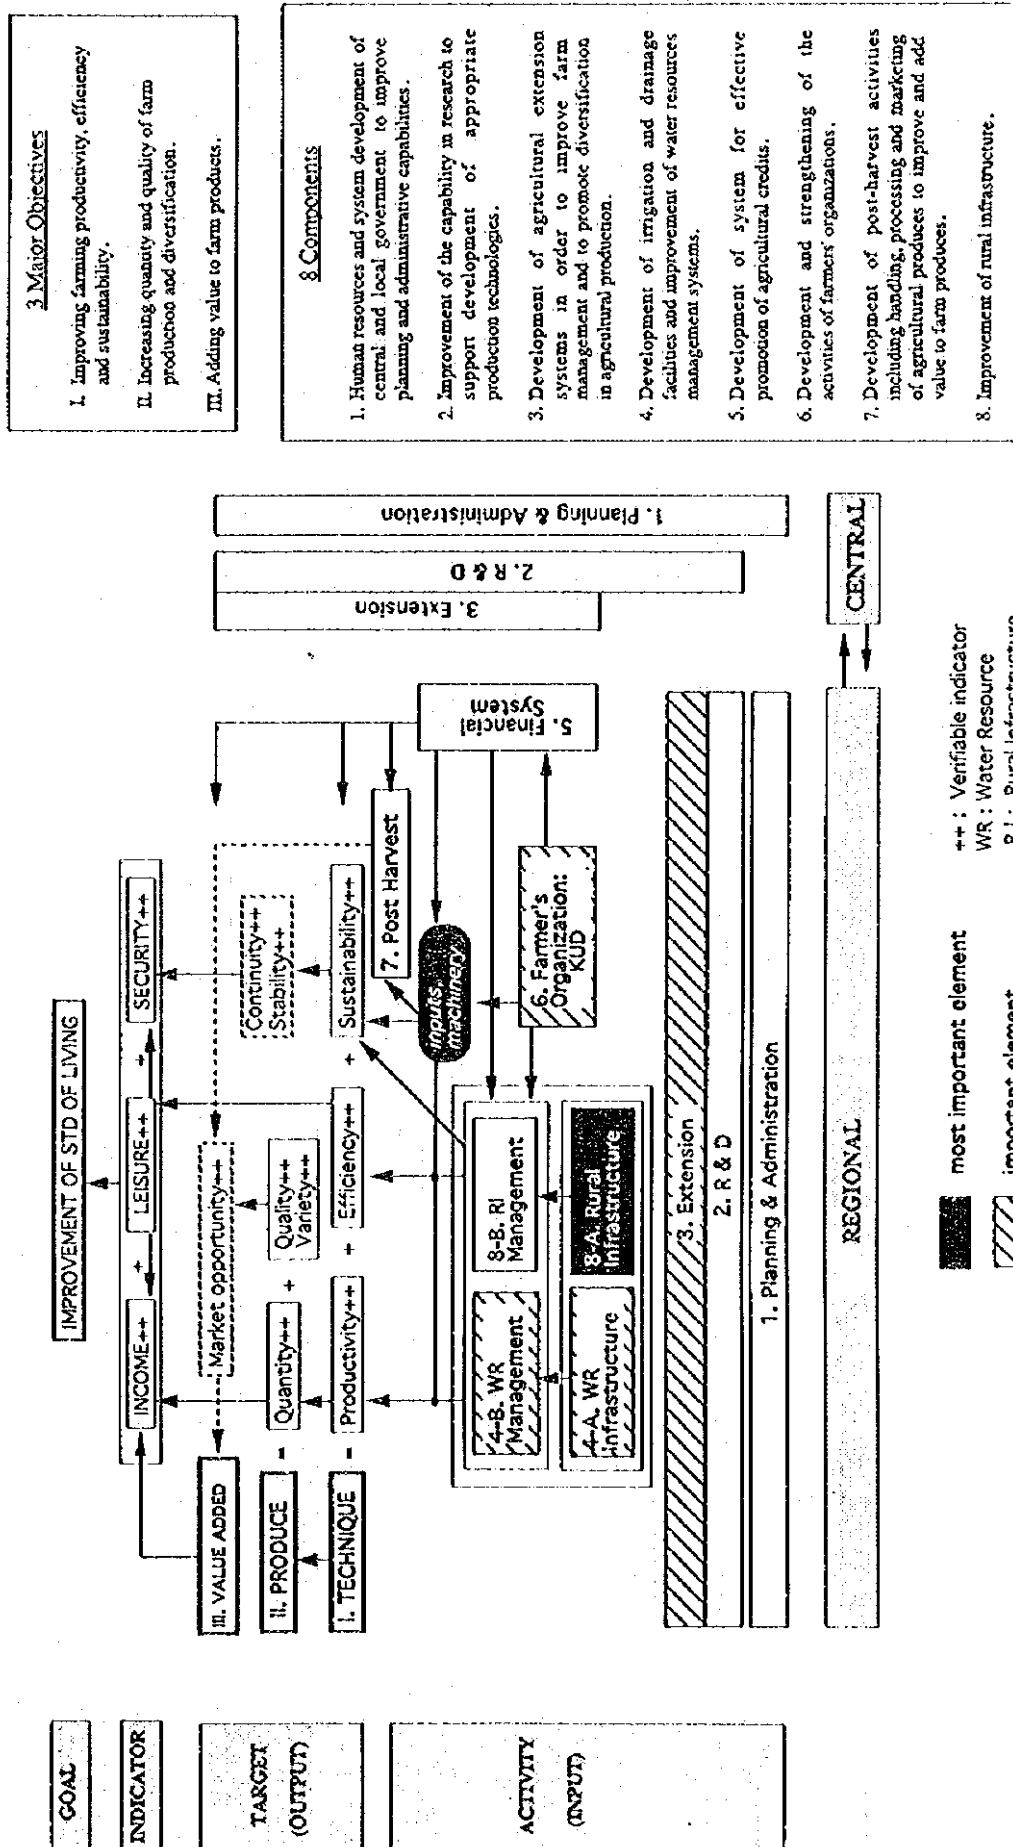 GOAL
INDICATOR
TARGET
(OUTPUT)
ACTIVITY
(INPUT)
IMPROVEMENT OF STD OF LIVING
INCOME++ + LEISURE++ + SECURITY++
III. VALUE ADDED
Market opportunity++
II. PRODUCE = Quantity++ + Quality++
Variety++
Continuity++
Stability++
I. TECHNIQUE = Productivity++ + Efficiency++ + Sustainability++
7. Post Harvest
Inputs
machinery
5. Financial
System
4-B. WR
Management
8-B. RI
Management
6. Farmer's
Organization:
KUD
4-A. WR
infrastructure
8-A. Rural
Infrastructure
3. Extension
2. R & D
1. Planning & Administration
3. Extension
2. R & D
1. Planning & Administration
REGIONAL
CENTRAL
most important element
important element
++ : Verifiable indicator
WR : Water Resource
R I : Rural Infrastructure
3 Major Objectives
I. Improving farming productivity, efficiency
and sustainability.
II. Increasing quantity and quality of farm
production and diversification.
III. Adding value to farm products.
8 Components
1. Human resources and system development of
central and local government to improve
planning and administrative capabilities.
2. Improvement of the capability in research to
support development of appropriate
production technologies.
3. Development of agricultural extension
systems in order to improve farm
management and to promote diversification
in agricultural production.
4. Development of irrigation and drainage
facilities and improvement of water resources
management systems.
5. Development of system for effective
promotion of agricultural credits.
6. Development and strengthening of the
activities of farmers' organizations.
7. Development of post-harvest activities
including handling, processing and marketing
of agricultural produces to improve and add
value to farm produces.
8. Improvement of rural infrastructure.